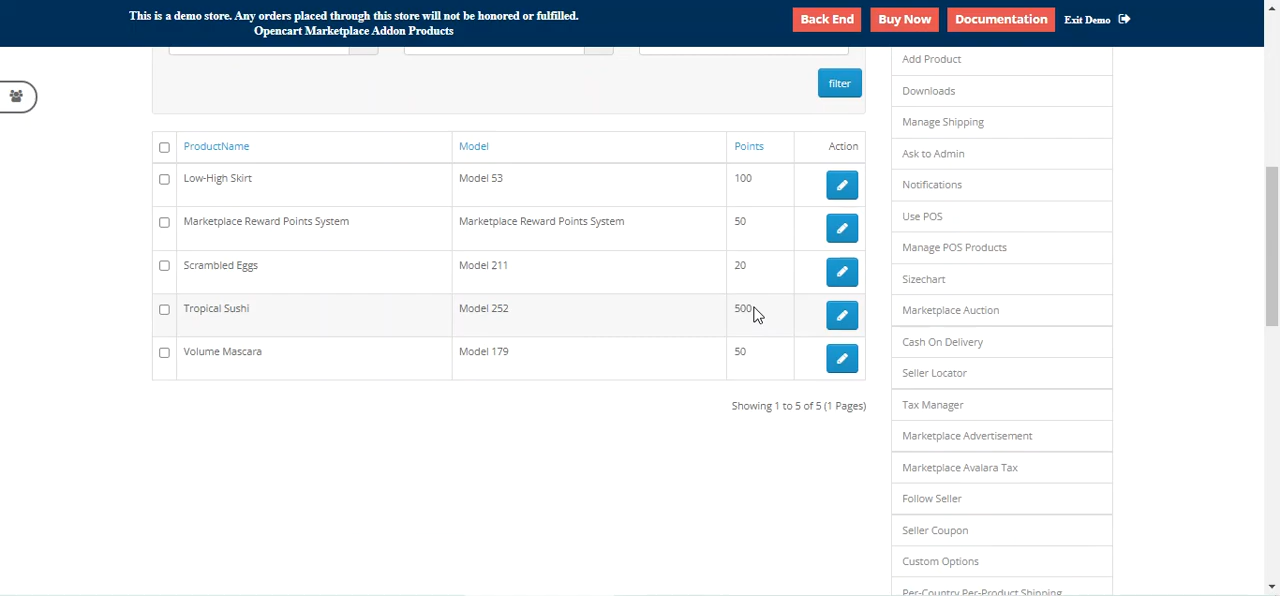 This is a demo store. Any orders placed through this store will not be honored or fulfilled.
Opencart Marketplace Addon Products
Back End
Buy Now
Documentation
Exit Demo
filter
ProductName Model Points Action
Low-High Skirt Model 53 100
Marketplace Reward Points System Marketplace Reward Points System 50
Scrambled Eggs Model 211 20
Tropical Sushi Model 252 500
Volume Mascara Model 179 50
Showing 1 to 5 of 5 (1 Pages)
Add Product
Downloads
Manage Shipping
Ask to Admin
Notifications
Use POS
Manage POS Products
Sizechart
Marketplace Auction
Cash On Delivery
Seller Locator
Tax Manager
Marketplace Advertisement
Marketplace Avalara Tax
Follow Seller
Seller Coupon
Custom Options
Per-Country Per-Product Shipping